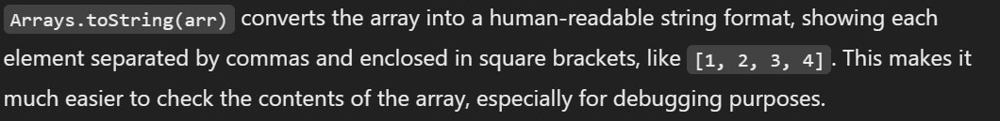 Arrays.toString(arr) converts the array into a human-readable string format, showing each
element separated by commas and enclosed in square brackets, like [1, 2, 3, 4]. This makes it
much easier to check the contents of the array, especially for debugging purposes.